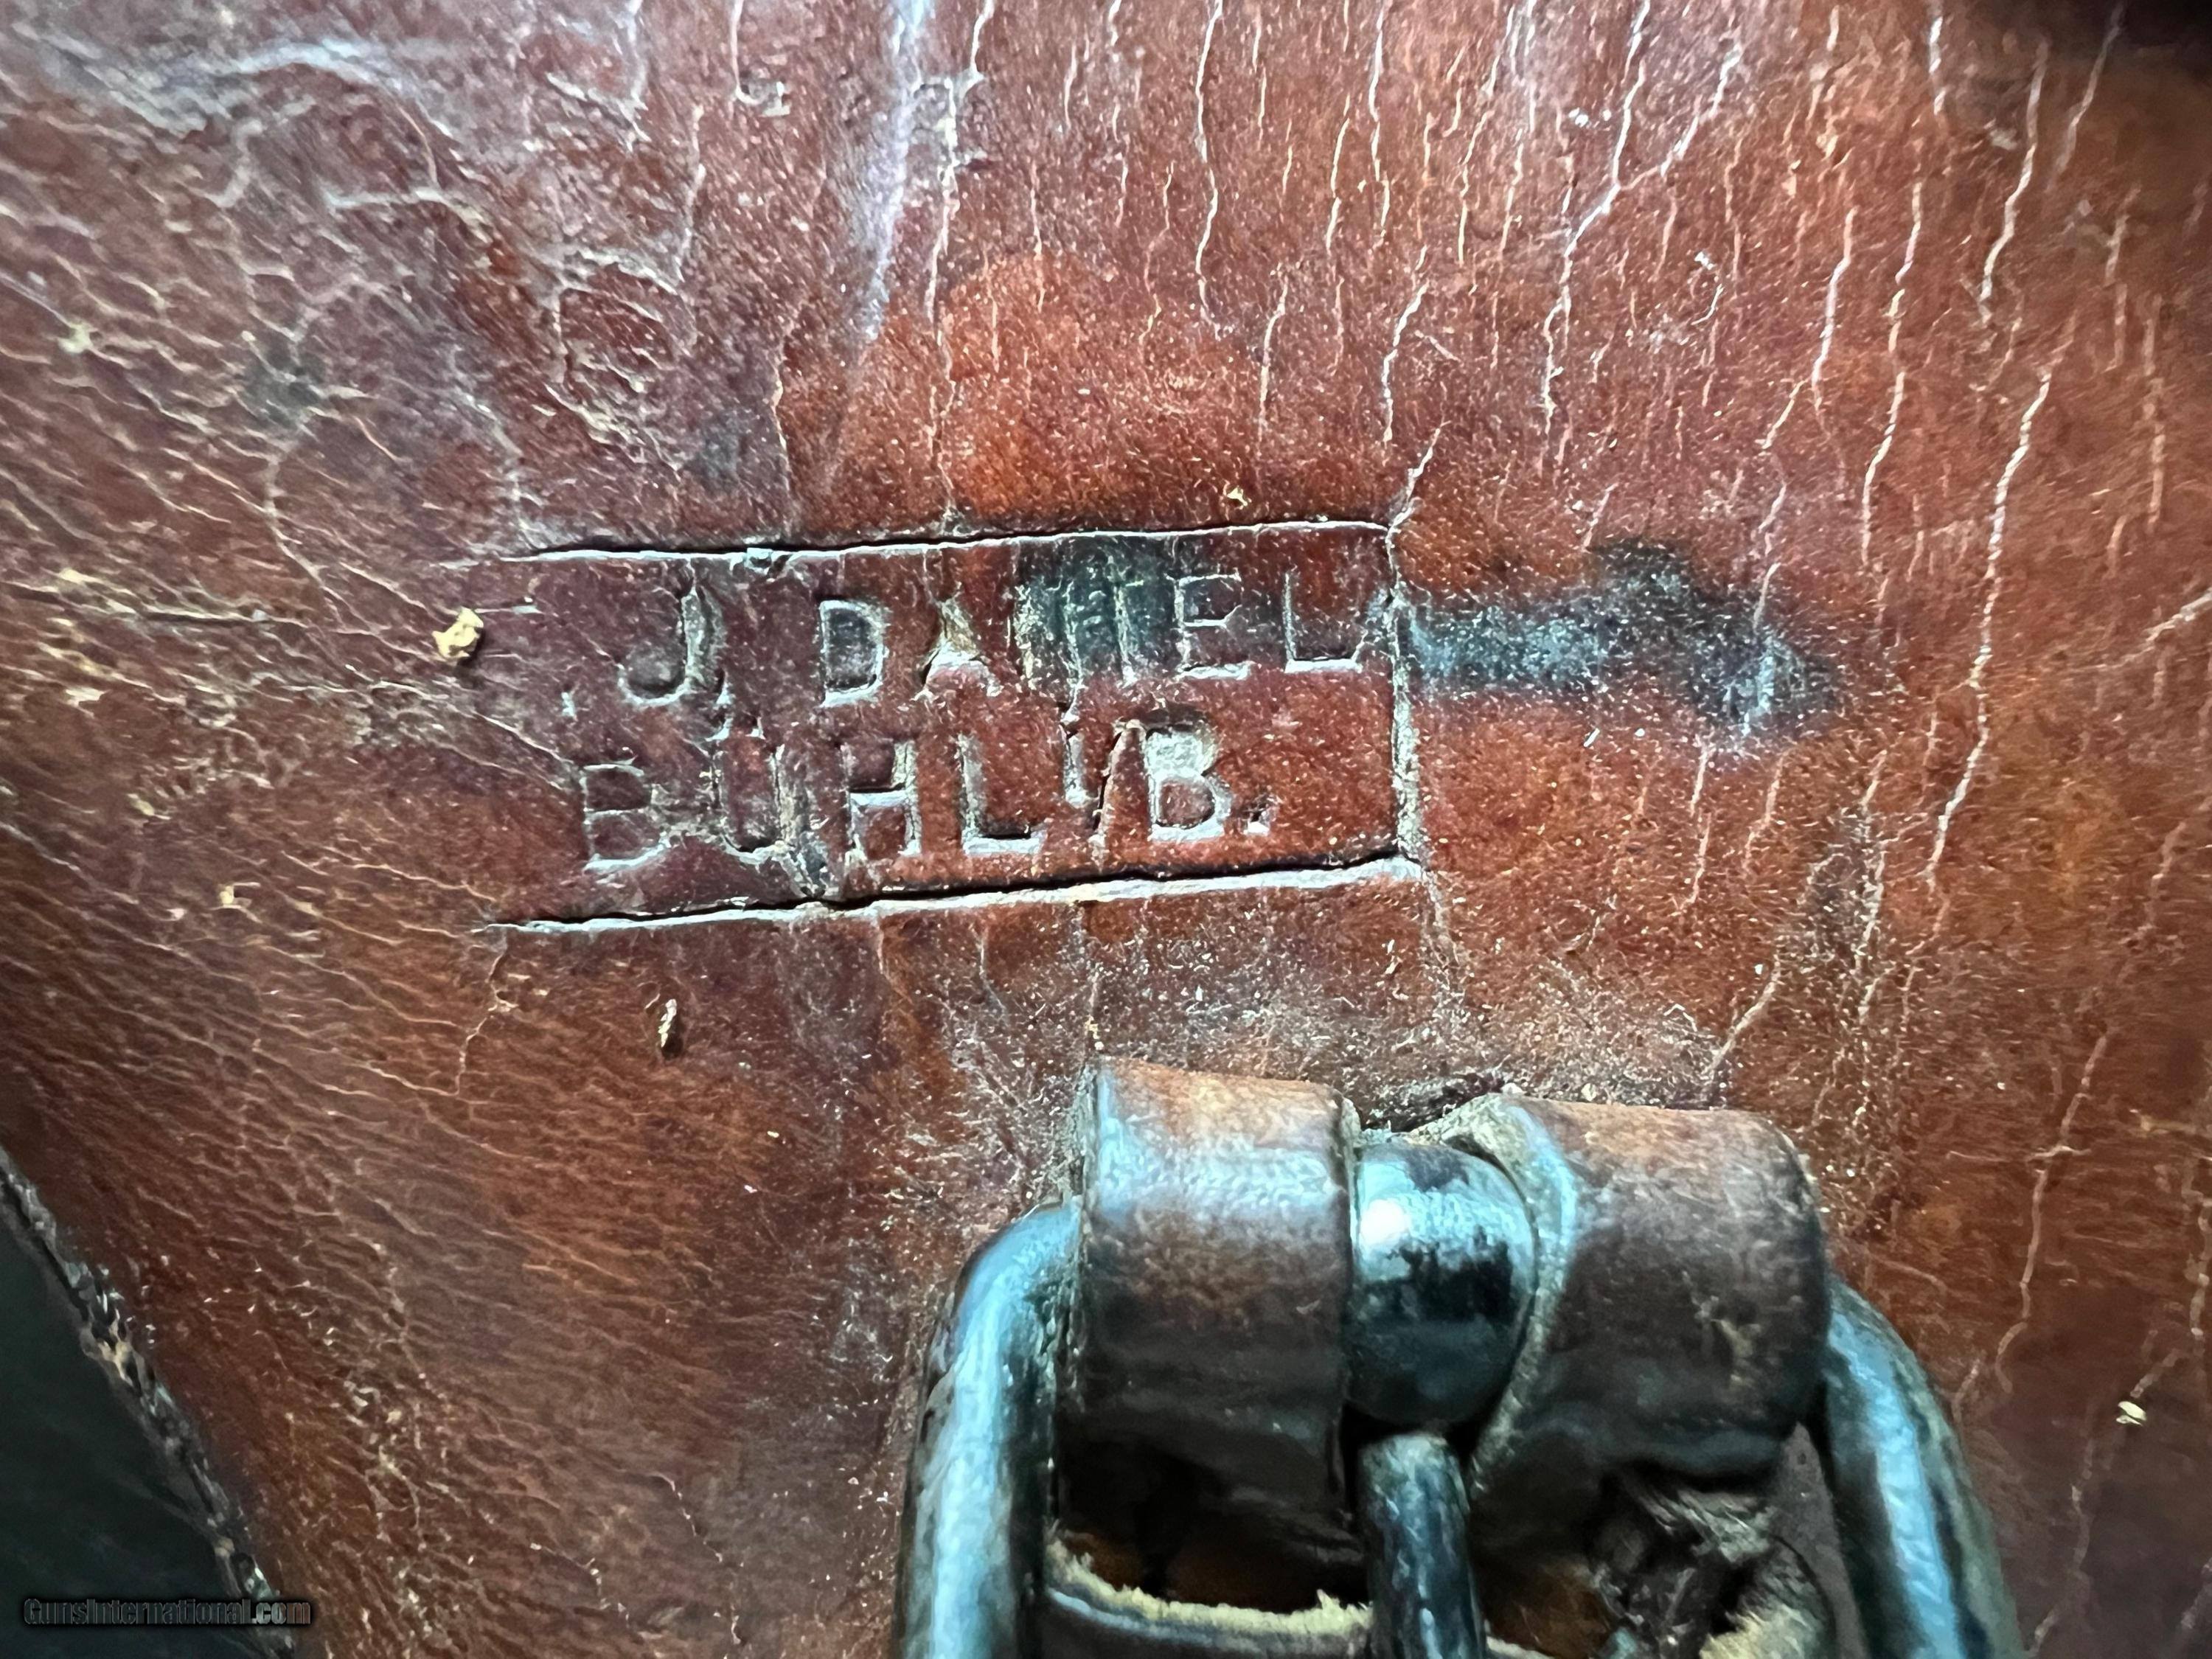 J. DANIEL
BÜHL i/B.
GunsInternational.com